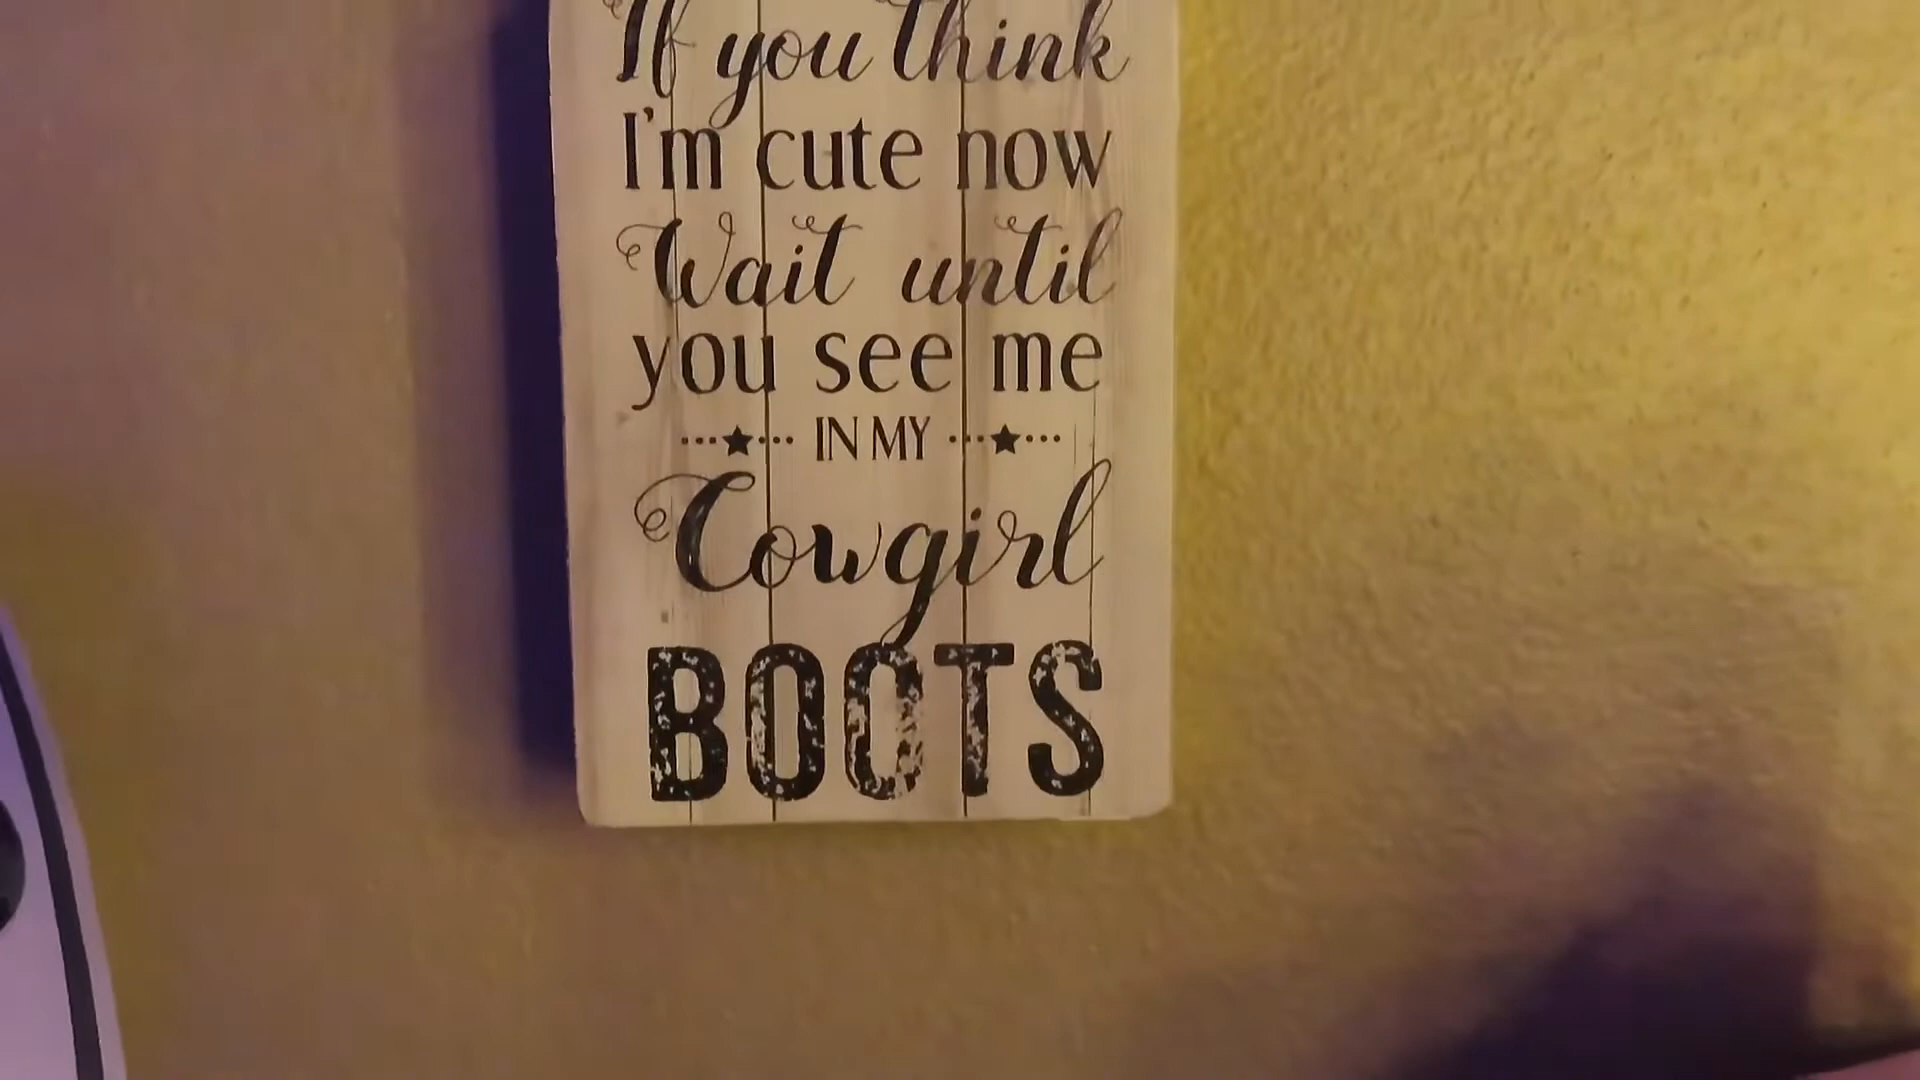 If you think
I'm cute now
Wait until
you see me
IN MY
Cowgirl
BOOTS